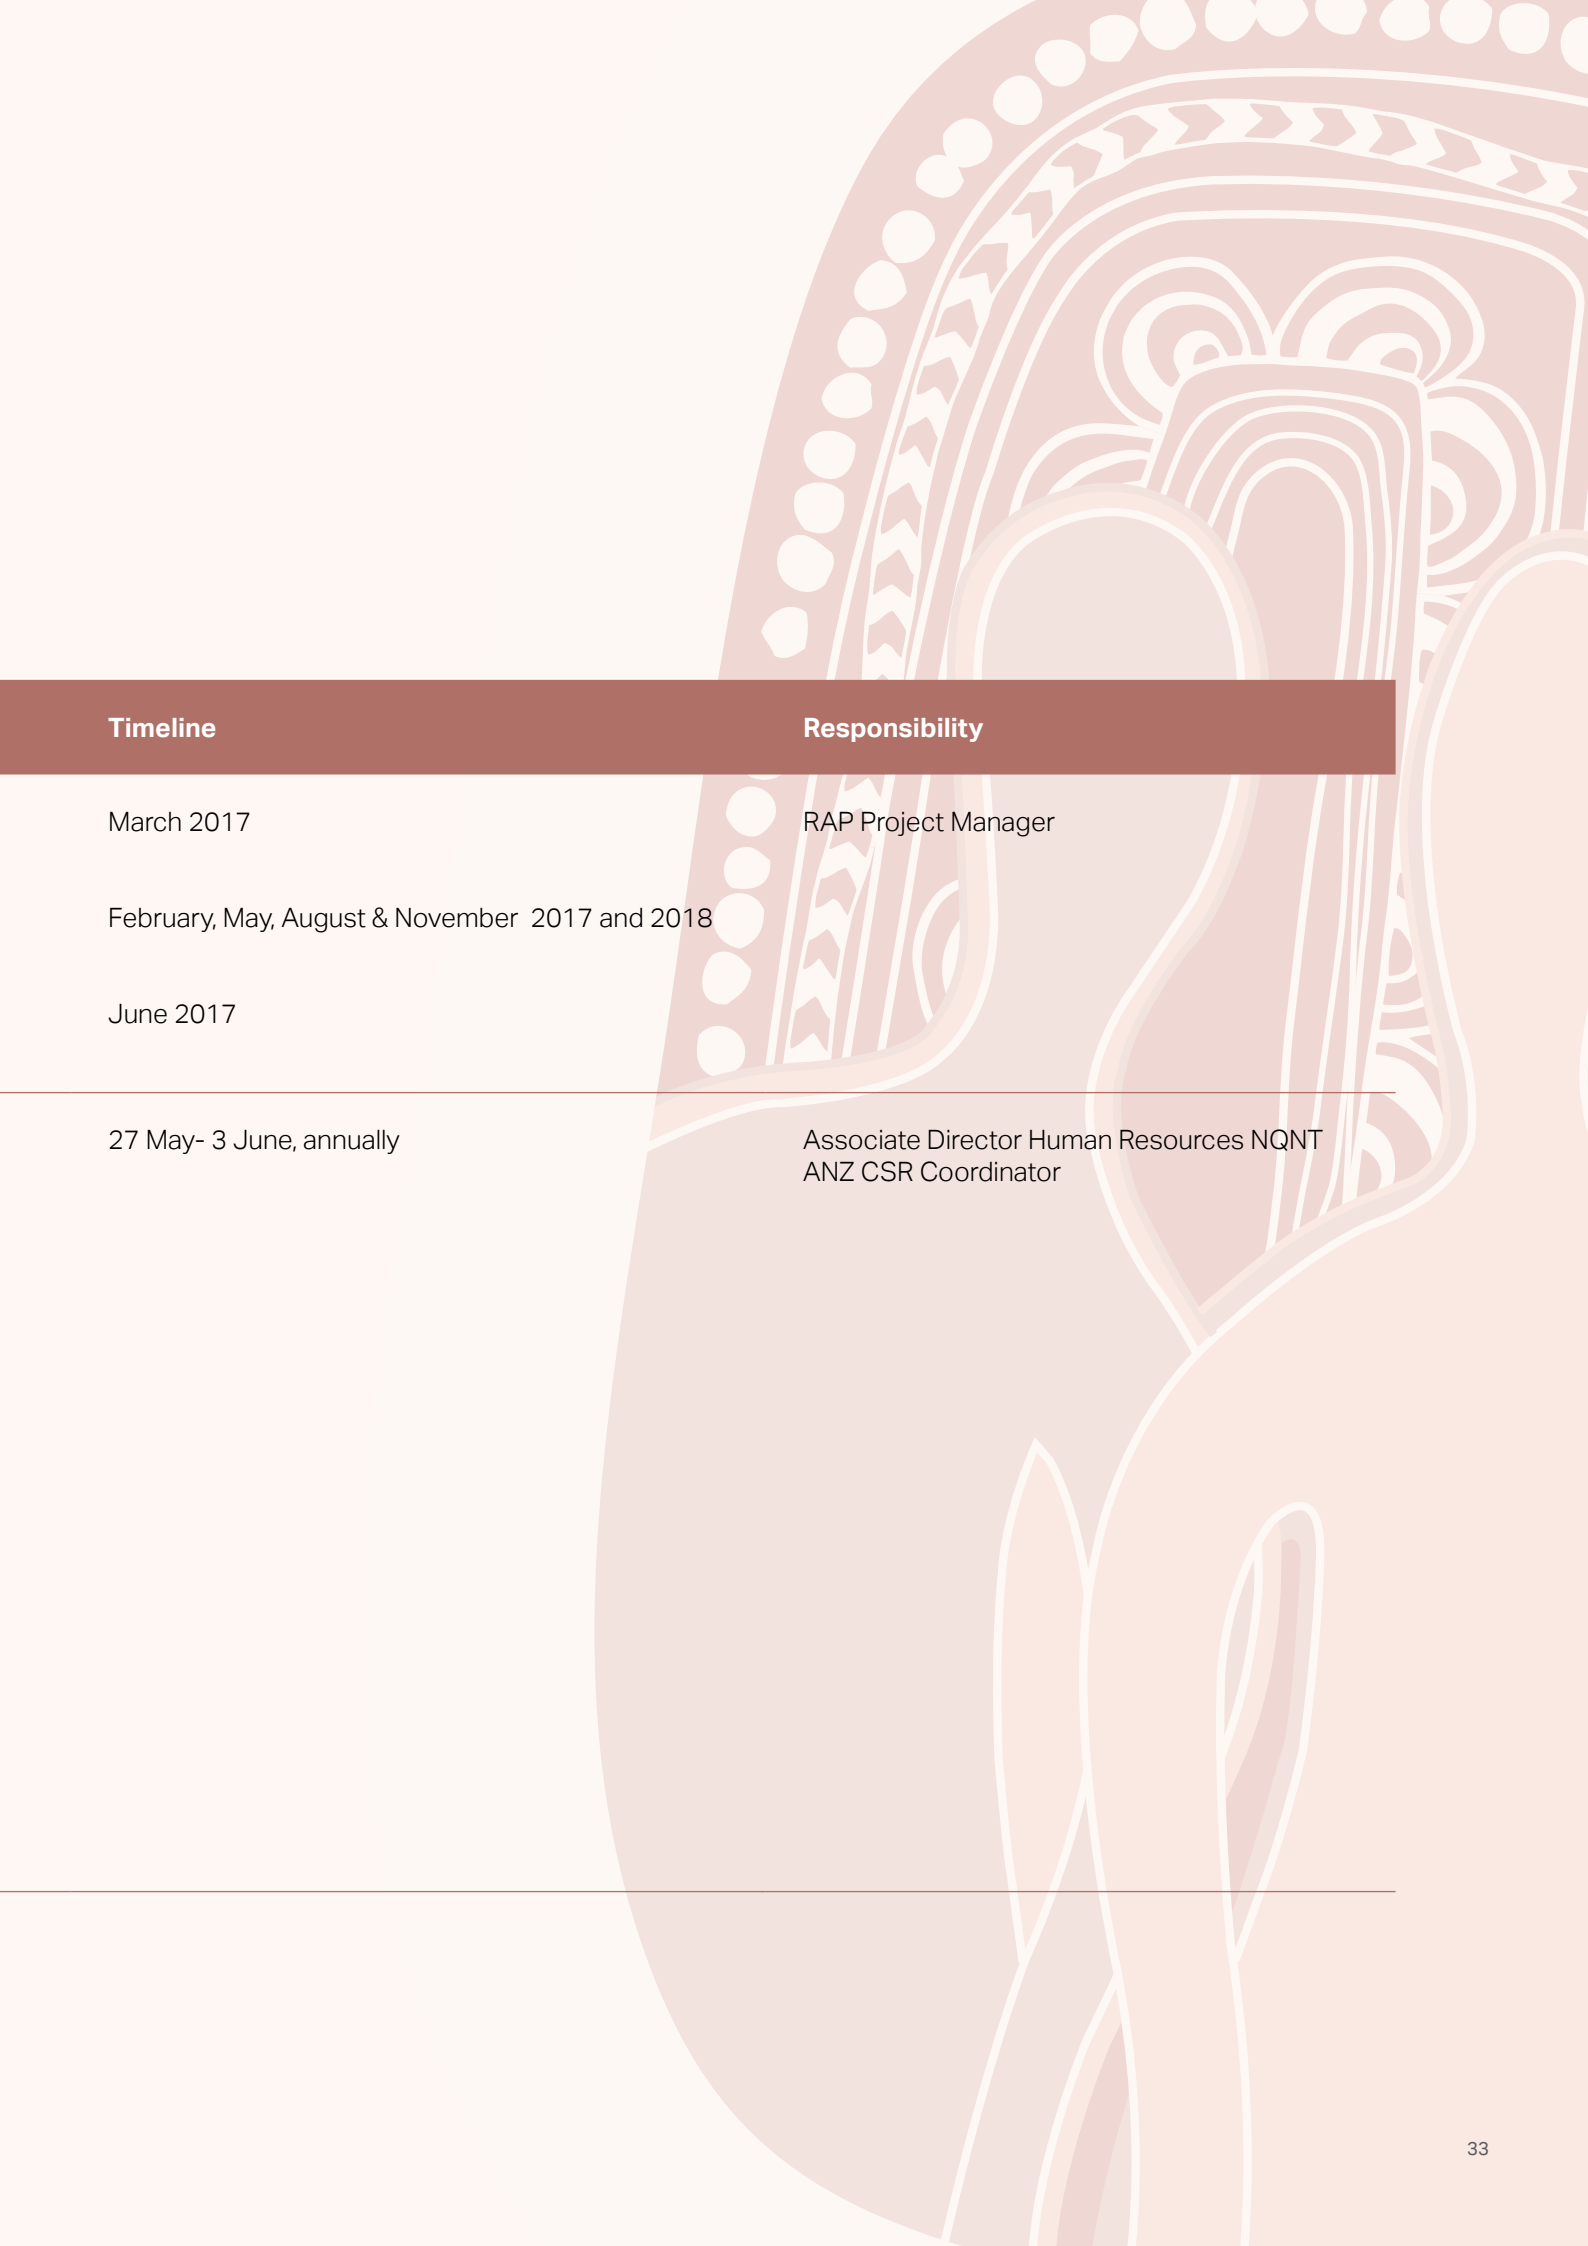 Timeline Responsibility
March 2017 RAP Project Manager
February, May, August & November  2017 and 2018
June 2017
27 May- 3 June, annually Associate Director Human Resources NQNT
ANZ CSR Coordinator
33